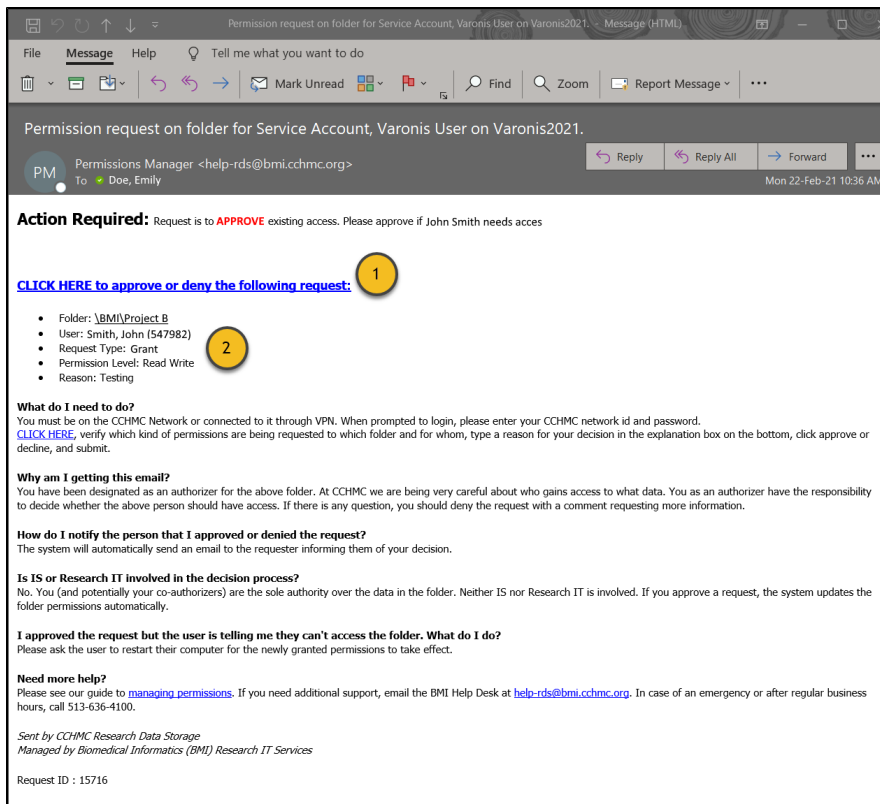 Permission request on folder for Service Account, Varonis User on Varonis2021. - Message (HTML)
File Message Help Tell me what you want to do
Mark Unread Find Zoom Report Message ...
Permission request on folder for Service Account, Varonis User on Varonis2021.
PM
Permissions Manager <help-rds@bmi.cchmc.org>
To Doe, Emily
Reply Reply All Forward ...
Mon 22-Feb-21 10:36 AM
Action Required: Request is to APPROVE existing access. Please approve if John Smith needs acces
CLICK HERE to approve or deny the following request: 1
• Folder: \BMI\Project B
• User: Smith, John (547982)
• Request Type: Grant
2
• Permission Level: Read Write
• Reason: Testing
What do I need to do?
You must be on the CCHMC Network or connected to it through VPN. When prompted to login, please enter your CCHMC network id and password.
CLICK HERE, verify which kind of permissions are being requested to which folder and for whom, type a reason for your decision in the explanation box on the bottom, click approve or
decline, and submit.
Why am I getting this email?
You have been designated as an authorizer for the above folder. At CCHMC we are being very careful about who gains access to what data. You as an authorizer have the responsibility
to decide whether the above person should have access. If there is any question, you should deny the request with a comment requesting more information.
How do I notify the person that I approved or denied the request?
The system will automatically send an email to the requester informing them of your decision.
Is IS or Research IT involved in the decision process?
No. You (and potentially your co-authorizers) are the sole authority over the data in the folder. Neither IS nor Research IT is involved. If you approve a request, the system updates the
folder permissions automatically.
I approved the request but the user is telling me they can't access the folder. What do I do?
Please ask the user to restart their computer for the newly granted permissions to take effect.
Need more help?
Please see our guide to managing permissions. If you need additional support, email the BMI Help Desk at help-rds@bmi.cchmc.org. In case of an emergency or after regular business
hours, call 513-636-4100.
Sent by CCHMC Research Data Storage
Managed by Biomedical Informatics (BMI) Research IT Services
Request ID : 15716